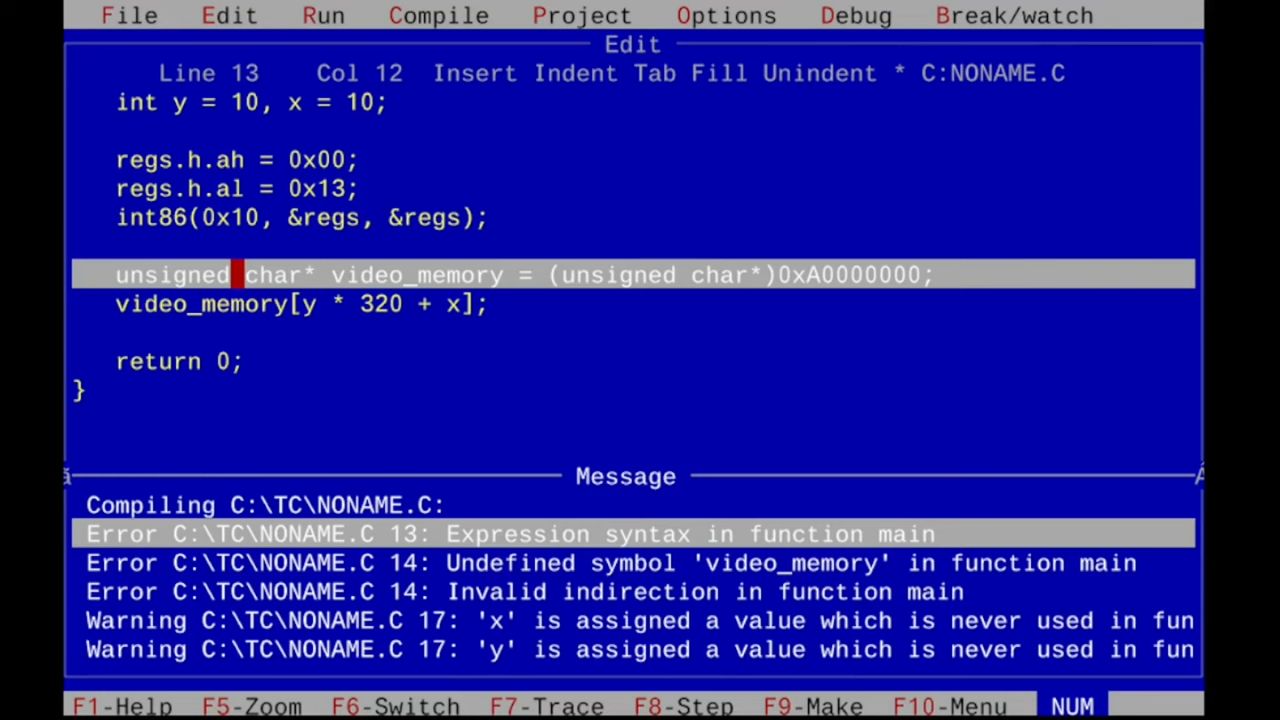 File Edit Run Compile Project Options Debug Break/watch
Edit
Line 13 Col 12 Insert Indent Tab Fill Unindent * C:NONAME.C
int y = 10, x = 10;
regs.h.ah = 0x00;
regs.h.al = 0x13;
int86(0x10, &regs, &regs);
unsigned char* video_memory = (unsigned char*)0xA0000000;
video_memory[y * 320 + x];
return 0;
}
Message
Compiling C:\TC\NONAME.C:
Error C:\TC\NONAME.C 13: Expression syntax in function main
Error C:\TC\NONAME.C 14: Undefined symbol 'video_memory' in function main
Error C:\TC\NONAME.C 14: Invalid indirection in function main
Warning C:\TC\NONAME.C 17: 'x' is assigned a value which is never used in fun
Warning C:\TC\NONAME.C 17: 'y' is assigned a value which is never used in fun
F1-Help F5-Zoom F6-Switch F7-Trace F8-Step F9-Make F10-Menu NUM